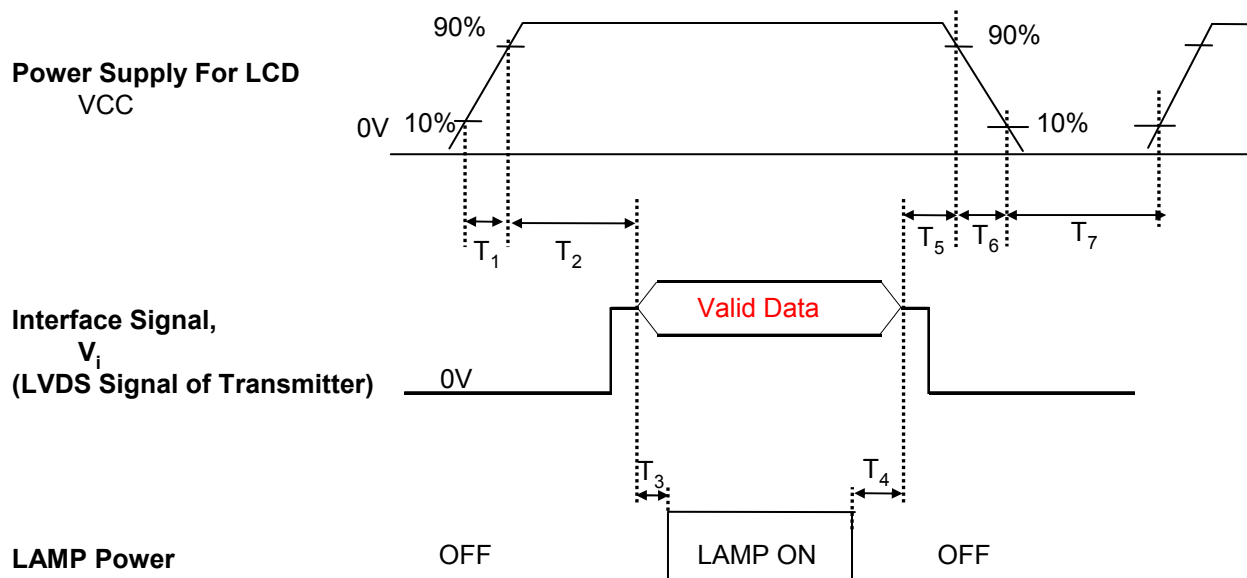 90%
90%
Power Supply For LCD
VCC
0V
10%
10%
T1
T2
T5
T6
T7
Valid Data
Interface Signal,
Vi
(LVDS Signal of Transmitter)
0V
T3
T4
LAMP Power
OFF
LAMP ON
OFF